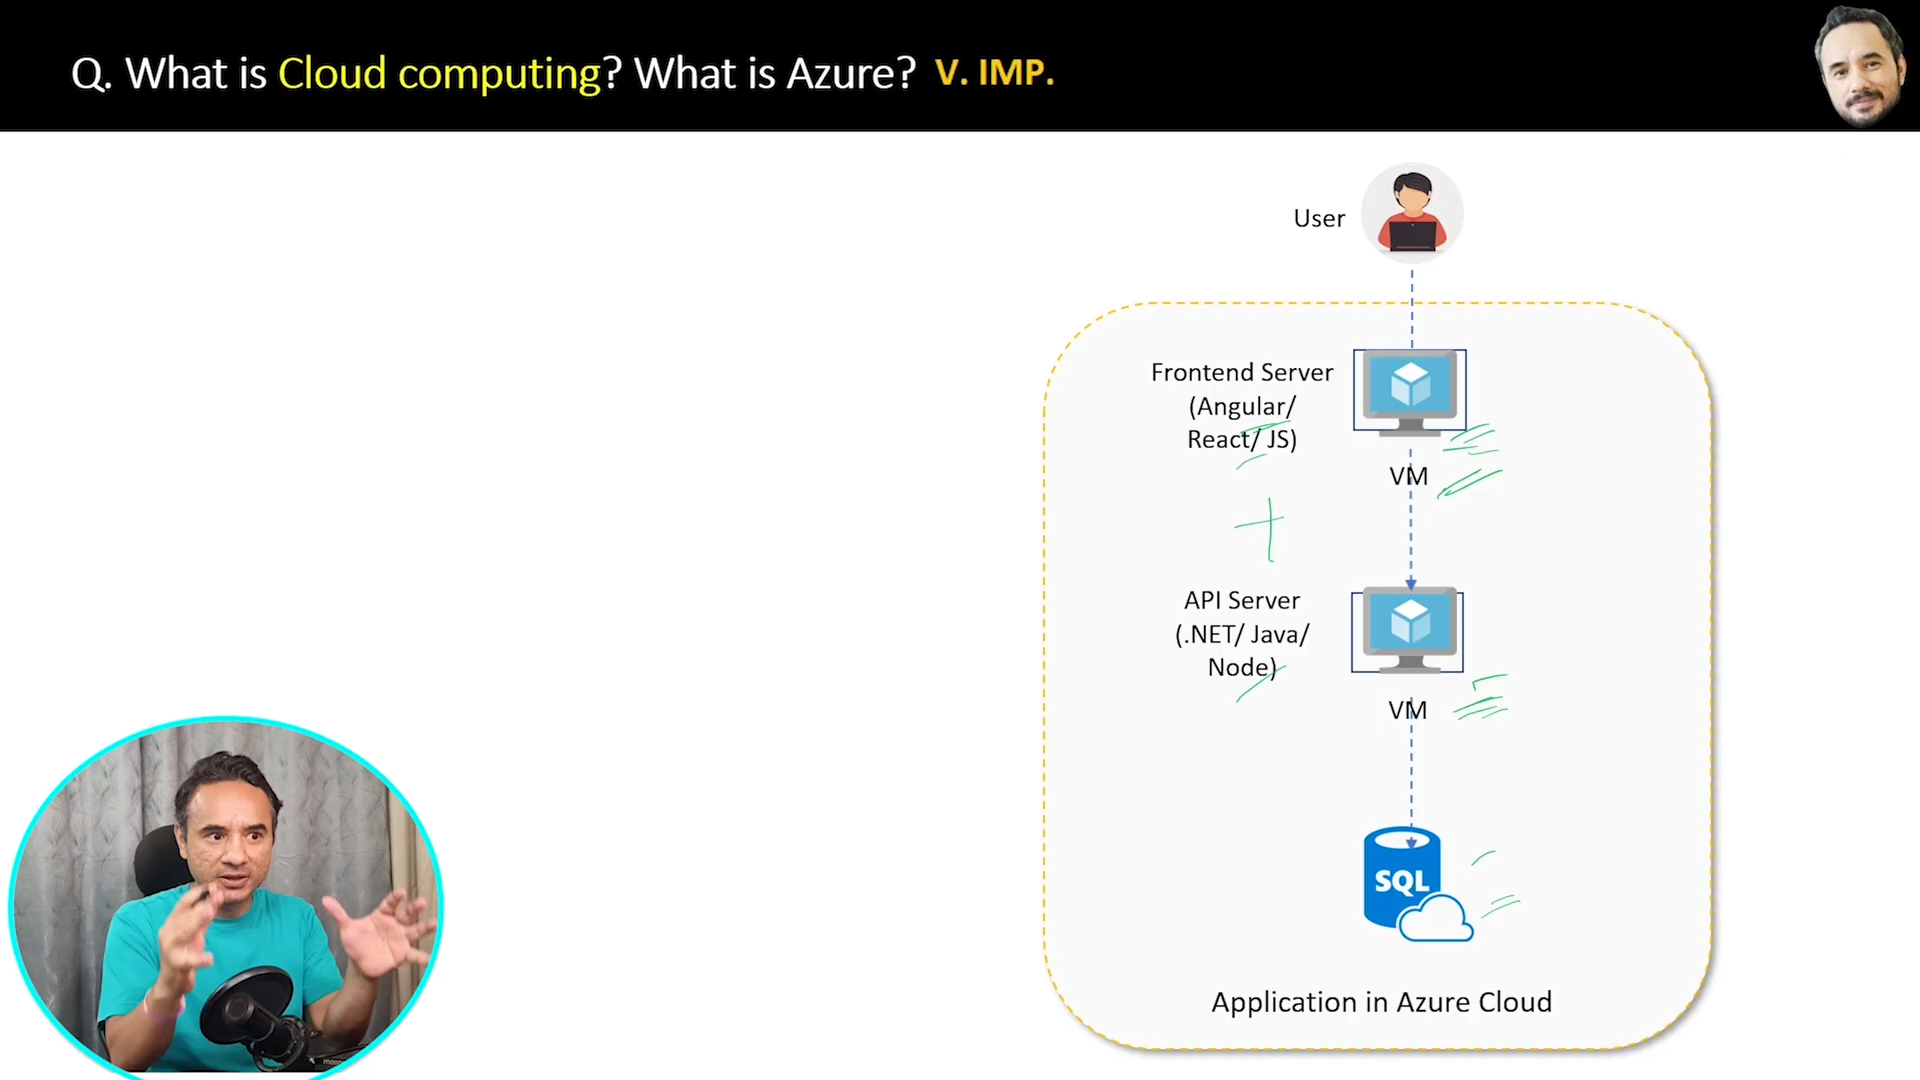 Q. What is Cloud computing? What is Azure? V. IMP.
User
Frontend Server
(Angular/
React/ JS)
VM
API Server
(.NET/ Java/
Node)
VM
SQL
Application in Azure Cloud